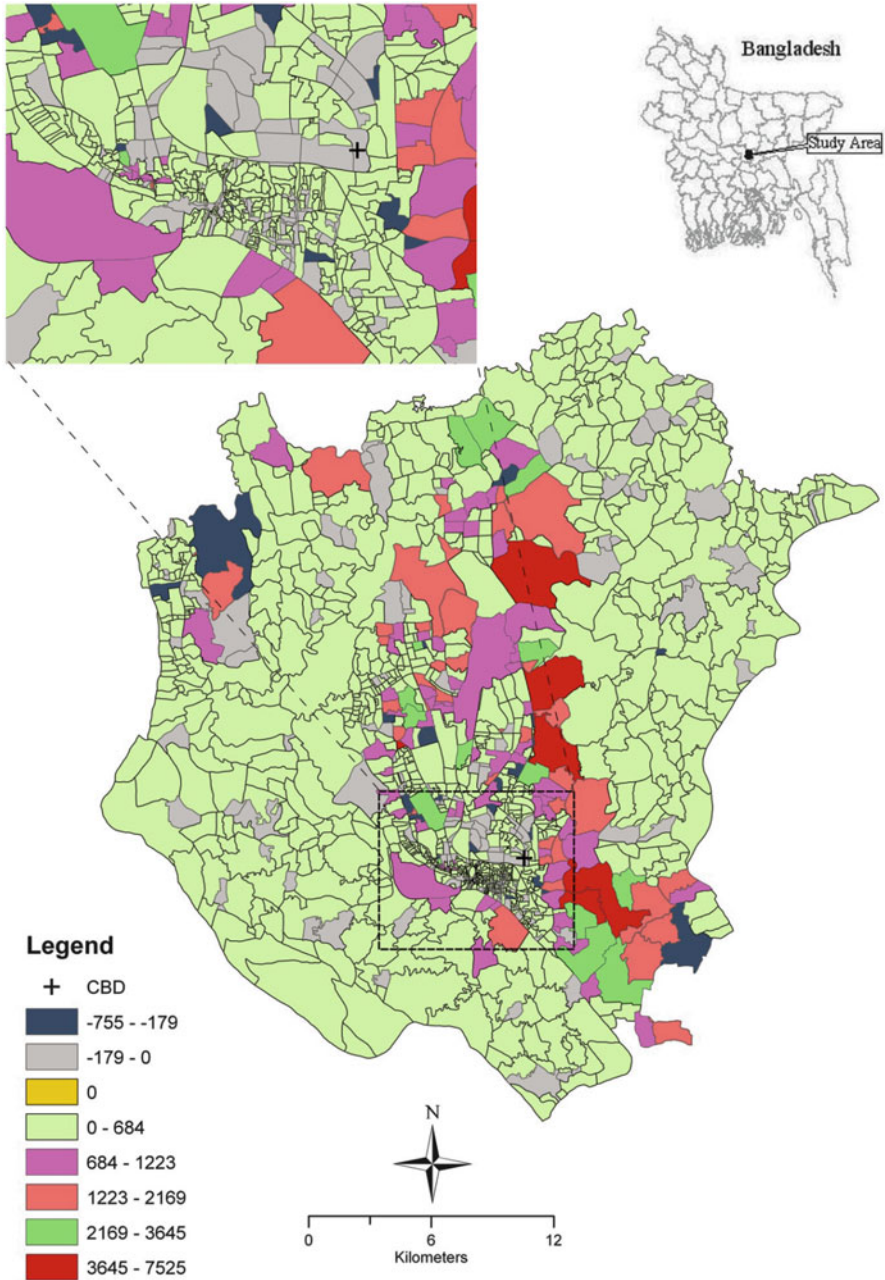 Bangladesh
Study Area
Legend
CBD
-755 - -179
-179 - 0
0
0 - 684
684 - 1223
1223 - 2169
2169 - 3645
3645 - 7525
N
0 6 12
Kilometers